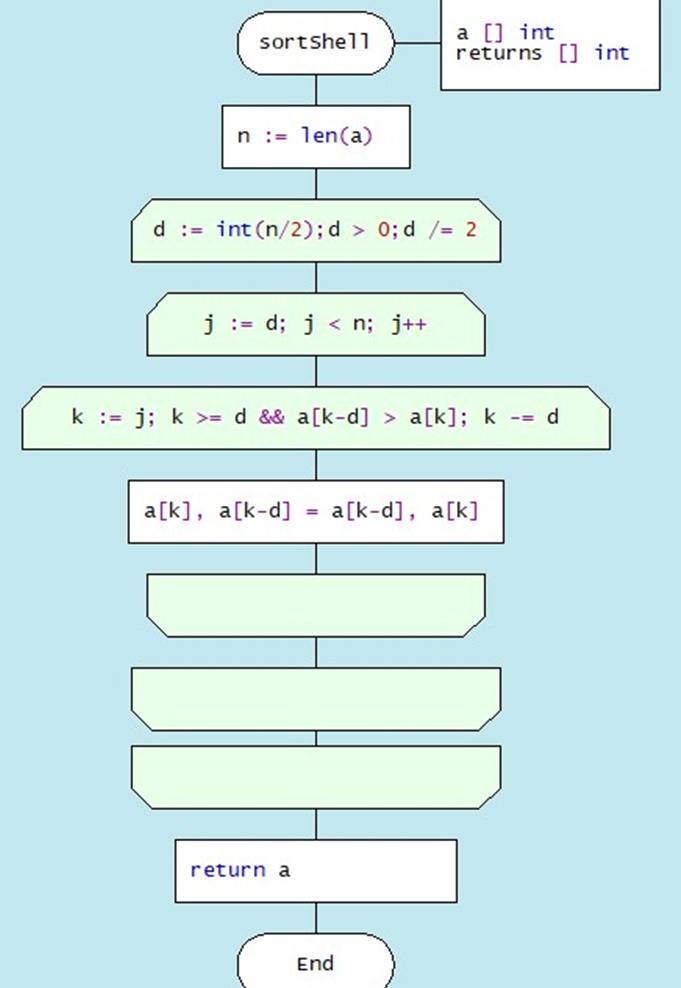 sortShell
a [] int
returns [] int
n := len(a)
d := int(n/2);d > 0;d /= 2
j := d; j < n; j++
k := j; k >= d && a[k-d] > a[k]; k -= d
a[k], a[k-d] = a[k-d], a[k]
return a
End